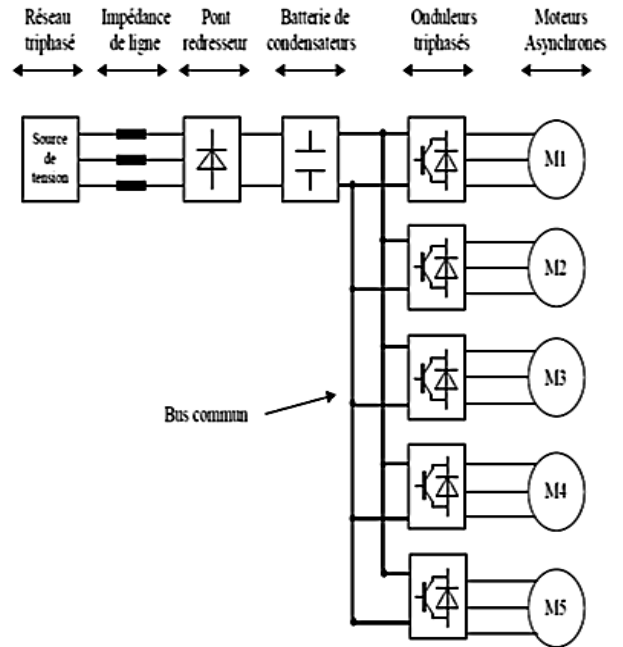 Réseau
triphasé
Impédance
de ligne
Pont
redresseur
Batterie de
condensateurs
Onduleurs
triphasés
Moteurs
Asynchrones
Source
de
tension
M1
M2
M3
M4
M5
Bus commun